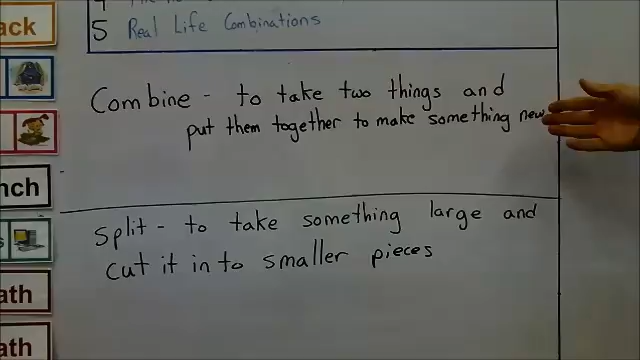 5 Real Life Combinations
Combine - to take two things and
put them together to make something new
Split - to take something large and
cut it in to smaller pieces
ack
nch
ath
ath